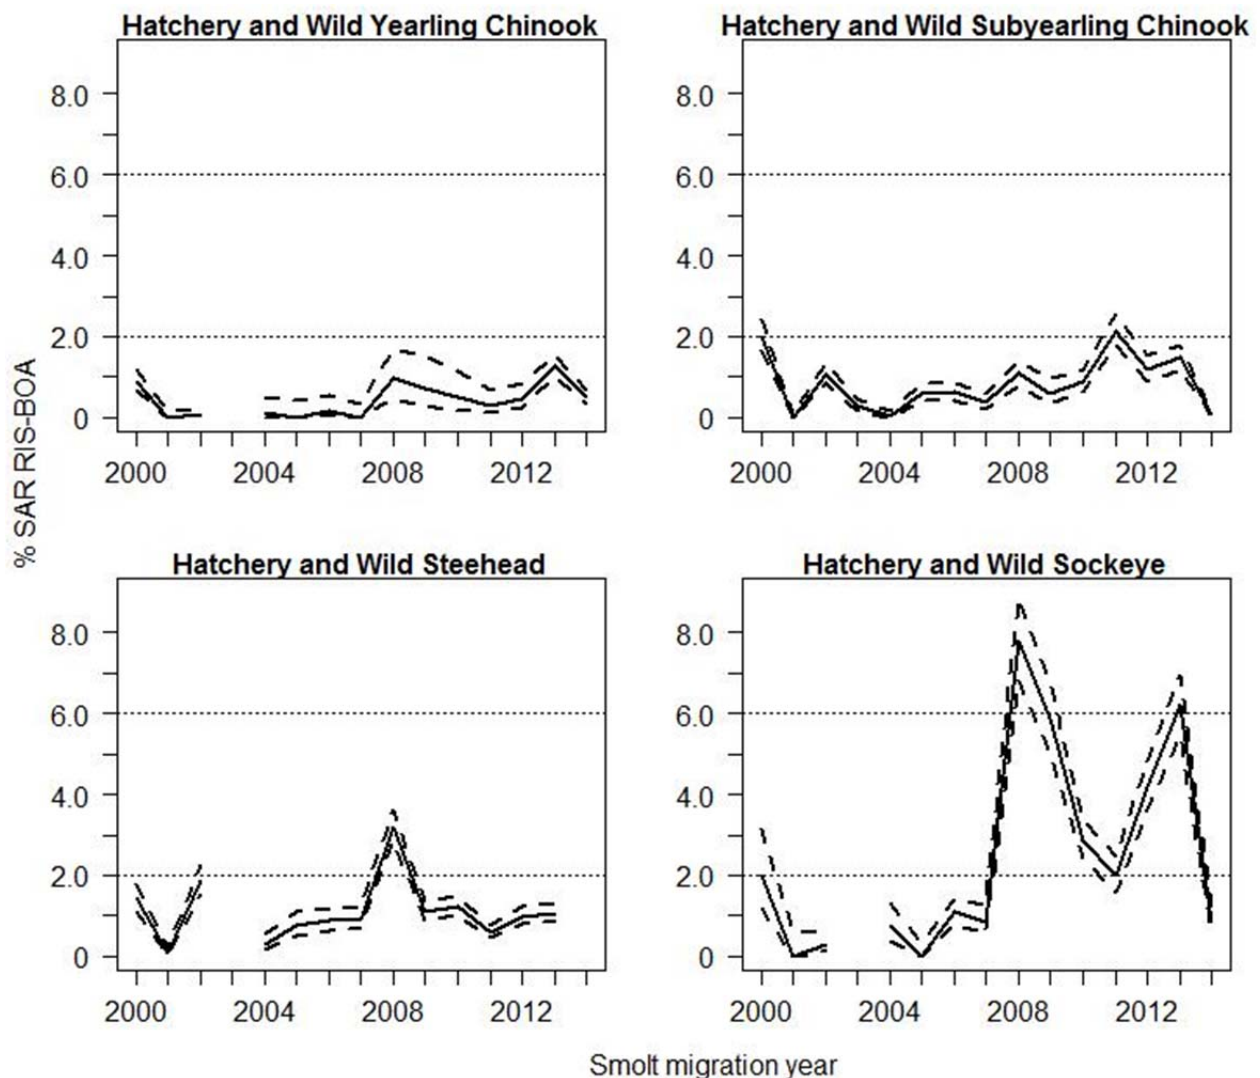 Hatchery and Wild Yearling Chinook
Hatchery and Wild Subyearling Chinook
8.0
6.0
4.0
2.0
0
2000 2004 2008 2012
8.0
6.0
4.0
2.0
0
2000 2004 2008 2012
% SAR RIS-BOA
Hatchery and Wild Steehead
Hatchery and Wild Sockeye
8.0
6.0
4.0
2.0
0
2000 2004 2008 2012
8.0
6.0
4.0
2.0
0
2000 2004 2008 2012
Smolt migration year